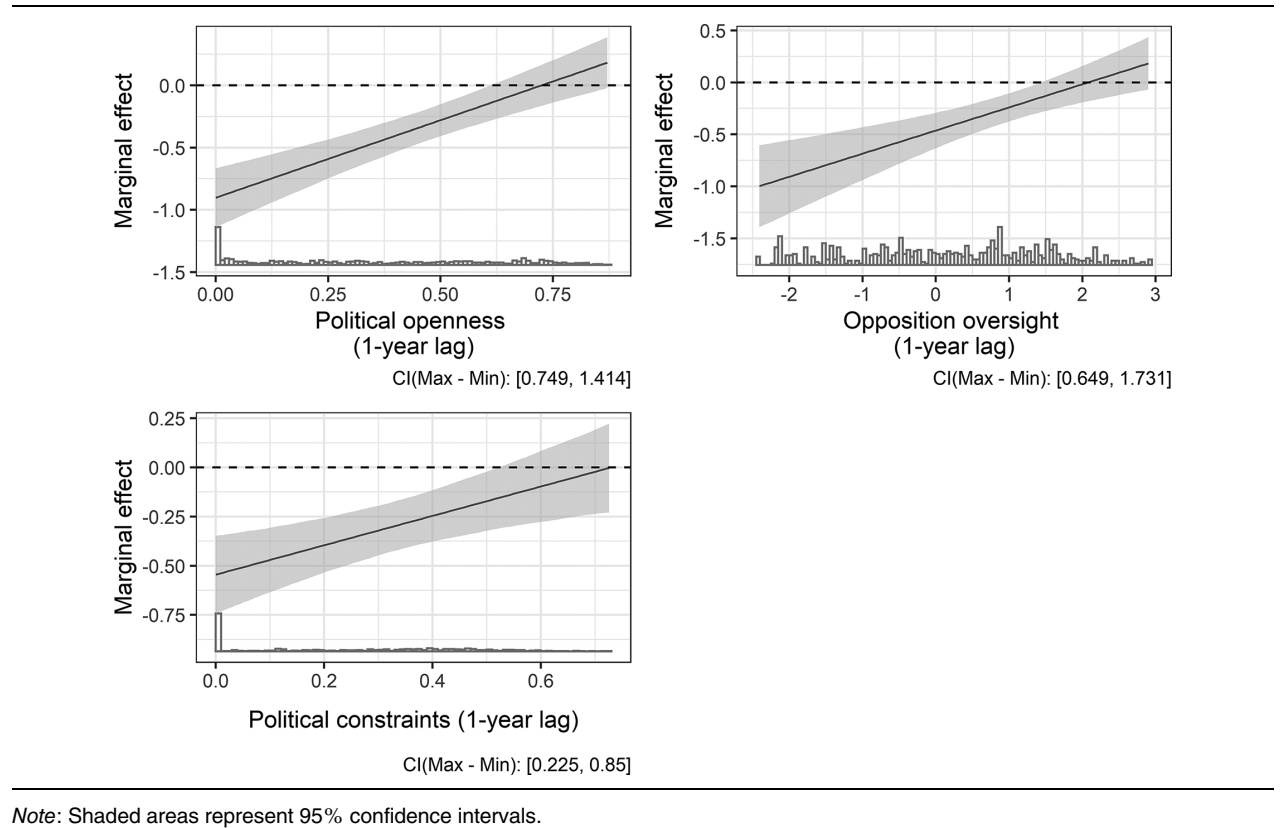 Marginal effect
0.0
-0.5
-1.0
-1.5
0.00 0.25 0.50 0.75
Political openness
(1-year lag)
CI(Max - Min): [0.749, 1.414]
Marginal effect
0.5
0.0
-0.5
-1.0
-1.5
-2 -1 0 1 2 3
Opposition oversight
(1-year lag)
CI(Max - Min): [0.649, 1.731]
Marginal effect
0.25
0.00
-0.25
-0.50
-0.75
0.0 0.2 0.4 0.6
Political constraints (1-year lag)
CI(Max - Min): [0.225, 0.85]
Note: Shaded areas represent 95% confidence intervals.